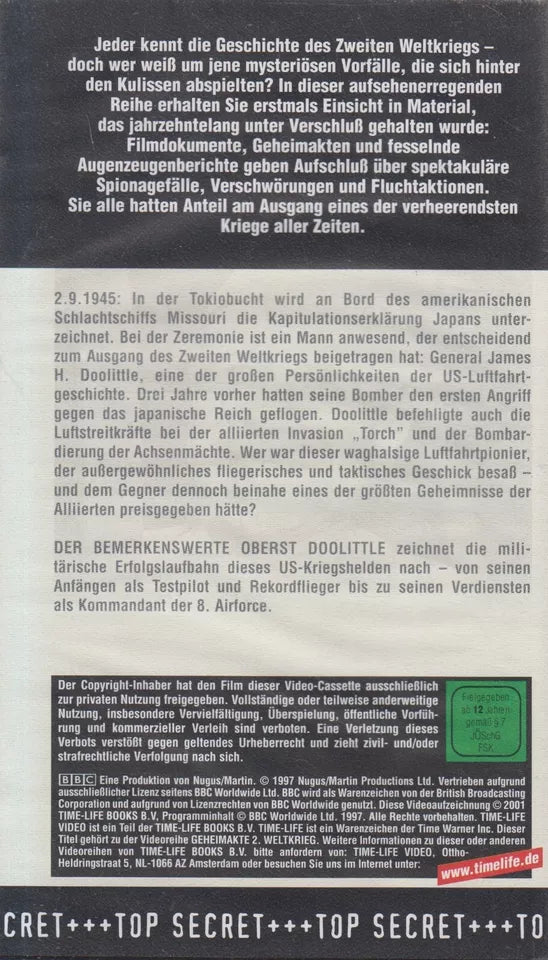 Jeder kennt die Geschichte des Zweiten Weltkriegs –
doch wer weiß um jene mysteriösen Vorfälle, die sich hinter
den Kulissen abspielten? In dieser aufsehenerregenden
Reihe erhalten Sie erstmals Einsicht in Material,
das jahrzehntelang unter Verschluß gehalten wurde:
Filmdokumente, Geheimakten und fesselnde
Augenzeugenberichte geben Aufschluß über spektakuläre
Spionagefälle, Verschwörungen und Fluchtaktionen.
Sie alle hatten Anteil am Ausgang eines der verheerendsten
Kriege aller Zeiten.
2.9.1945: In der Tokiobucht wird an Bord des amerikanischen
Schlachtschiffs Missouri die Kapitulationserklärung Japans unter-
zeichnet. Bei der Zeremonie ist ein Mann anwesend, der entscheidend
zum Ausgang des Zweiten Weltkriegs beigetragen hat: General James
H. Doolittle, eine der großen Persönlichkeiten der US-Luftfahrt-
geschichte. Drei Jahre vorher hatten seine Bomber den ersten Angriff
gegen das japanische Reich geflogen. Doolittle befehligte auch die
Luftstreitkräfte bei der alliierten Invasion „Torch" und der Bombar-
dierung der Achsenmächte. Wer war dieser waghalsige Luftfahrtpionier,
der außergewöhnliches fliegerisches und taktisches Geschick besaß –
und dem Gegner dennoch beinahe eines der größten Geheimnisse der
Alliierten preisgegeben hätte?
DER BEMERKENSWERTE OBERST DOOLITTLE zeichnet die mili-
tärische Erfolgslaufbahn dieses US-Kriegshelden nach – von seinen
Anfängen als Testpilot und Rekordflieger bis zu seinen Verdiensten
als Kommandant der 8. Airforce.
Der Copyright-Inhaber hat den Film dieser Video-Cassette ausschließlich
zur privaten Nutzung freigegeben. Vollständige oder teilweise anderweitige
Nutzung, insbesondere Vervielfältigung, Überspielung, öffentliche Vorfüh-
rung und kommerzieller Verleih sind verboten. Eine Verletzung dieses
Verbots verstößt gegen geltendes Urheberrecht und zieht zivil- und/oder
strafrechtliche Verfolgung nach sich.
Freigegeben
ab 12 Jahren
gemäß § 7
JÖSchG
FSK
BBC Eine Produktion von Nugus/Martin. © 1997 Nugus/Martin Productions Ltd. Vertrieben aufgrund
ausschließlicher Lizenz seitens BBC Worldwide Ltd. BBC wird als Warenzeichen der British Broadcasting
Corporation und aufgrund von Lizenzrechten von BBC Worldwide genutzt. Diese Videoaufzeichnung © 2001
TIME-LIFE BOOKS B.V, Programminhalt © BBC Worldwide Ltd. 1997. Alle Rechte vorbehalten. TIME-LIFE
VIDEO ist ein Teil der TIME-LIFE BOOKS B.V. TIME-LIFE ist ein Warenzeichen der Time Warner Inc. Dieser
Titel gehört zu der Videoreihe GEHEIMAKTE 2. WELTKRIEG. Weitere Informationen zu dieser oder anderen
Videoreihen von TIME-LIFE BOOKS B.V. bitte anfordern von: TIME-LIFE VIDEO, Ottho-
Heldringstraat 5, NL-1066 AZ Amsterdam oder besuchen Sie uns im Internet unter:
www.timelife.de
CRET+++TOP SECRET+++TOP SECRET+++TO